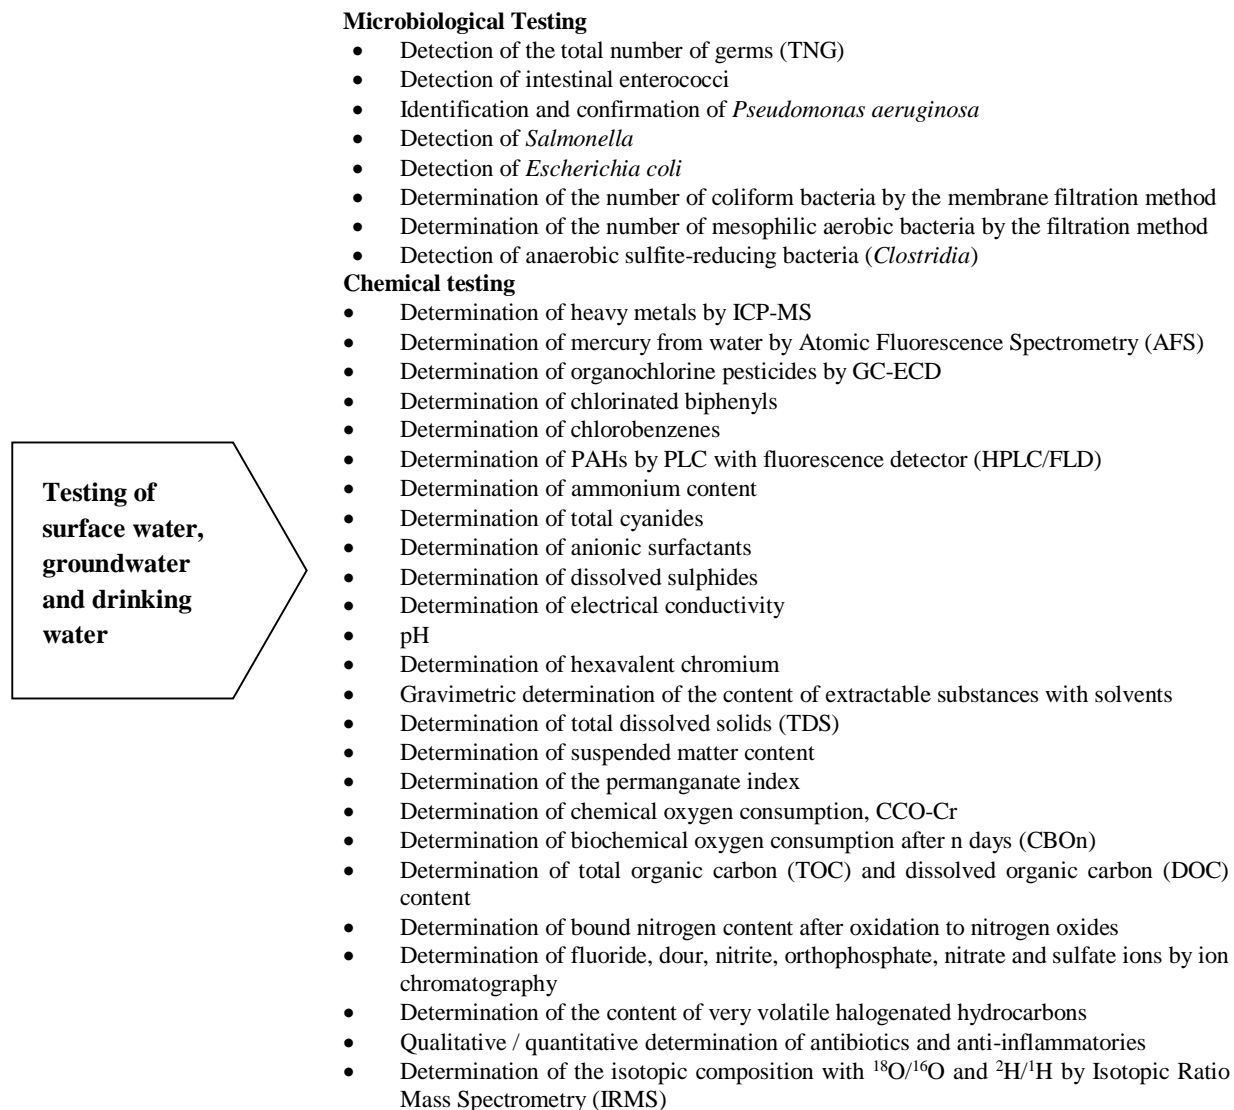 Microbiological Testing
• Detection of the total number of germs (TNG)
• Detection of intestinal enterococci
• Identification and confirmation of Pseudomonas aeruginosa
• Detection of Salmonella
• Detection of Escherichia coli
• Determination of the number of coliform bacteria by the membrane filtration method
• Determination of the number of mesophilic aerobic bacteria by the filtration method
• Detection of anaerobic sulfite-reducing bacteria (Clostridia)
Chemical testing
• Determination of heavy metals by ICP-MS
• Determination of mercury from water by Atomic Fluorescence Spectrometry (AFS)
• Determination of organochlorine pesticides by GC-ECD
• Determination of chlorinated biphenyls
• Determination of chlorobenzenes
• Determination of PAHs by PLC with fluorescence detector (HPLC/FLD)
• Determination of ammonium content
• Determination of total cyanides
• Determination of anionic surfactants
• Determination of dissolved sulphides
• Determination of electrical conductivity
• pH
• Determination of hexavalent chromium
• Gravimetric determination of the content of extractable substances with solvents
• Determination of total dissolved solids (TDS)
• Determination of suspended matter content
• Determination of the permanganate index
• Determination of chemical oxygen consumption, CCO-Cr
• Determination of biochemical oxygen consumption after n days (CBOn)
• Determination of total organic carbon (TOC) and dissolved organic carbon (DOC)
content
• Determination of bound nitrogen content after oxidation to nitrogen oxides
• Determination of fluoride, dour, nitrite, orthophosphate, nitrate and sulfate ions by ion
chromatography
• Determination of the content of very volatile halogenated hydrocarbons
• Qualitative / quantitative determination of antibiotics and anti-inflammatories
• Determination of the isotopic composition with ¹⁸O/¹⁶O and ²H/¹H by Isotopic Ratio
Mass Spectrometry (IRMS)
Testing of
surface water,
groundwater
and drinking
water